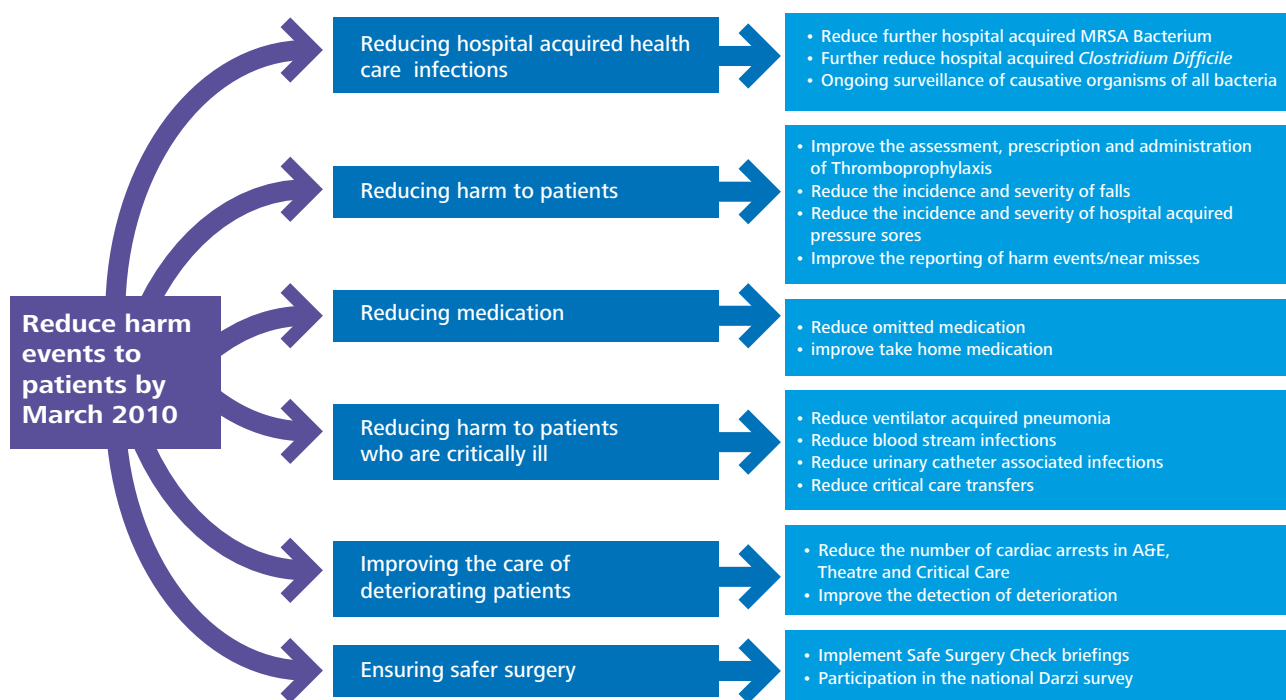 Reduce harm
events to
patients by
March 2010
Reducing hospital acquired health
care infections
• Reduce further hospital acquired MRSA Bacterium
• Further reduce hospital acquired Clostridium Difficile
• Ongoing surveillance of causative organisms of all bacteria
Reducing harm to patients
• Improve the assessment, prescription and administration
of Thromboprophylaxis
• Reduce the incidence and severity of falls
• Reduce the incidence and severity of hospital acquired
pressure sores
• Improve the reporting of harm events/near misses
Reducing medication
• Reduce omitted medication
• improve take home medication
Reducing harm to patients
who are critically ill
• Reduce ventilator acquired pneumonia
• Reduce blood stream infections
• Reduce urinary catheter associated infections
• Reduce critical care transfers
Improving the care of
deteriorating patients
• Reduce the number of cardiac arrests in A&E,
Theatre and Critical Care
• Improve the detection of deterioration
Ensuring safer surgery
• Implement Safe Surgery Check briefings
• Participation in the national Darzi survey